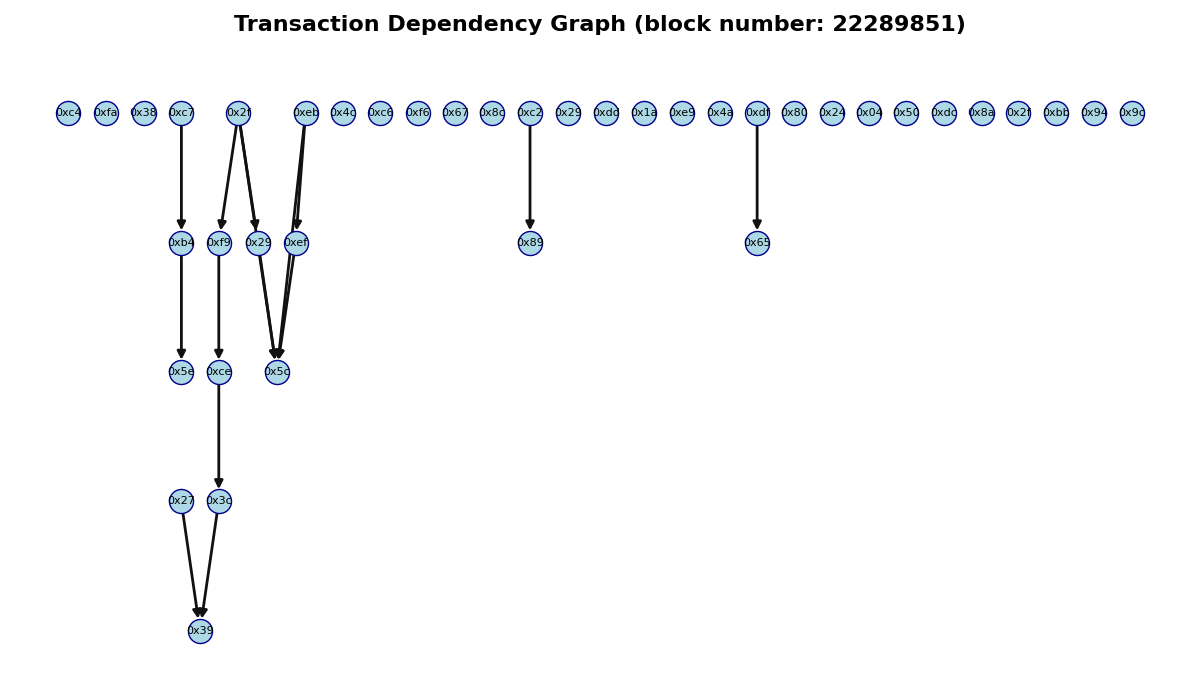 Transaction Dependency Graph (block number: 22289851)
0xc4 0xfa 0x38 0xc7 0x2f 0xeb 0x4c 0xc6 0xf6 0x67 0x8c 0xc2 0x29 0xdd 0x1a 0xe9 0x4a 0xdf 0x80 0x24 0x04 0x50 0xdc 0x8a 0x2f 0xbb 0x94 0x9c
0xb4 0xf9 0x29 0xef 0x89 0x65
0x5e 0xce 0x5c
0x27 0x3c
0x39